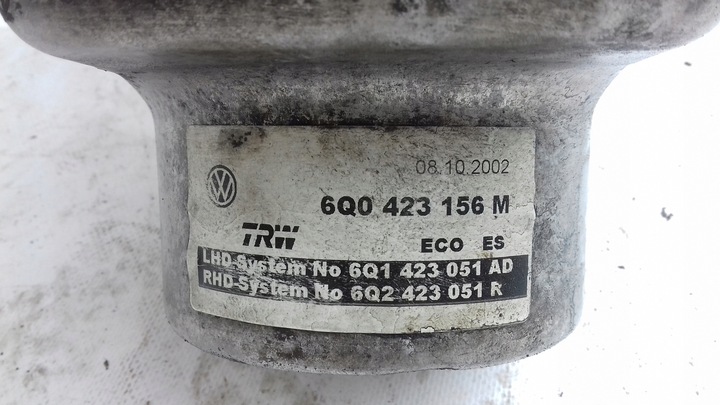 08.10.2002
VW
6Q0 423 156 M
TRW ECO ES
LHD-System No 6Q1 423 051 AD
RHD-System No 6Q2 423 051 R